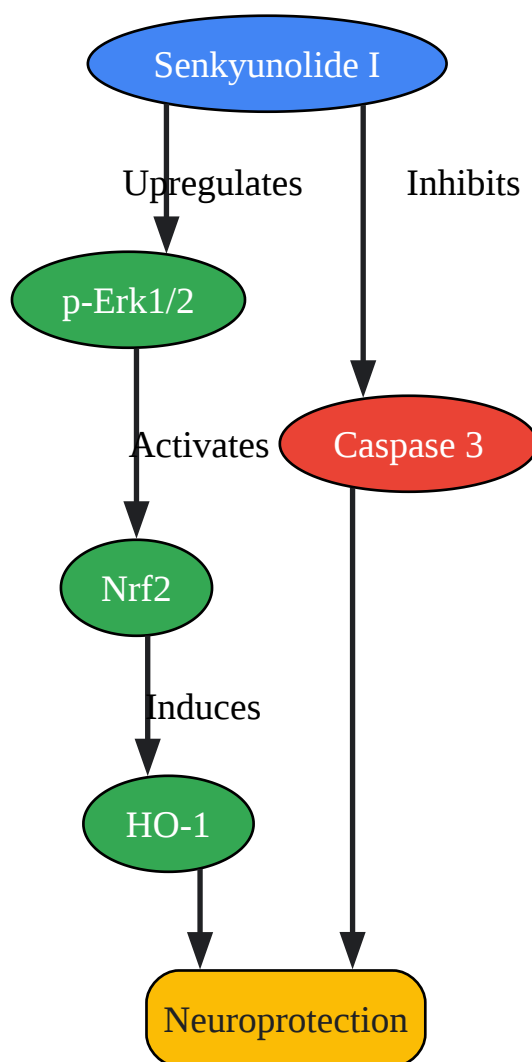 Senkyunolide I
Upregulates
Inhibits
p-Erk1/2
Activates
Caspase 3
Nrf2
Induces
HO-1
Neuroprotection